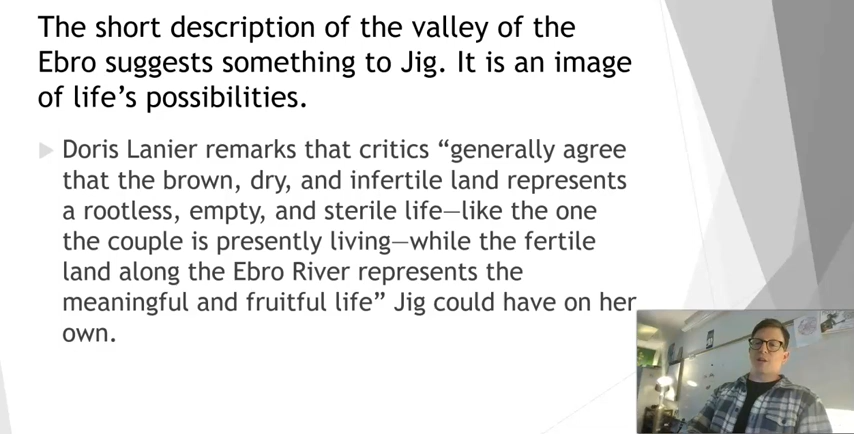 The short description of the valley of the
Ebro suggests something to Jig. It is an image
of life’s possibilities.
Doris Lanier remarks that critics “generally agree
that the brown, dry, and infertile land represents
a rootless, empty, and sterile life—like the one
the couple is presently living—while the fertile
land along the Ebro River represents the
meaningful and fruitful life” Jig could have on her
own.